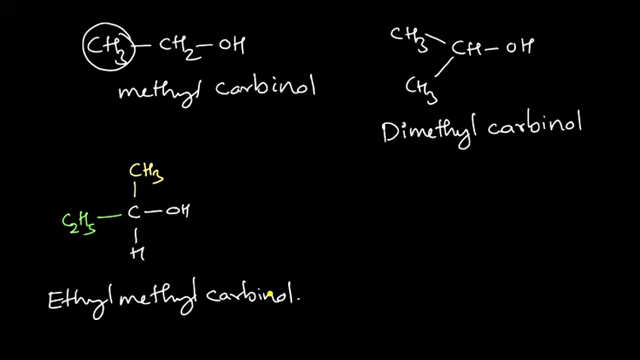 CH3 — CH2 — OH
methyl carbinol
CH3
CH — OH
CH3
Dimethyl carbinol
CH3
C2H5 — C — OH
H
Ethylmethyl carbinol.